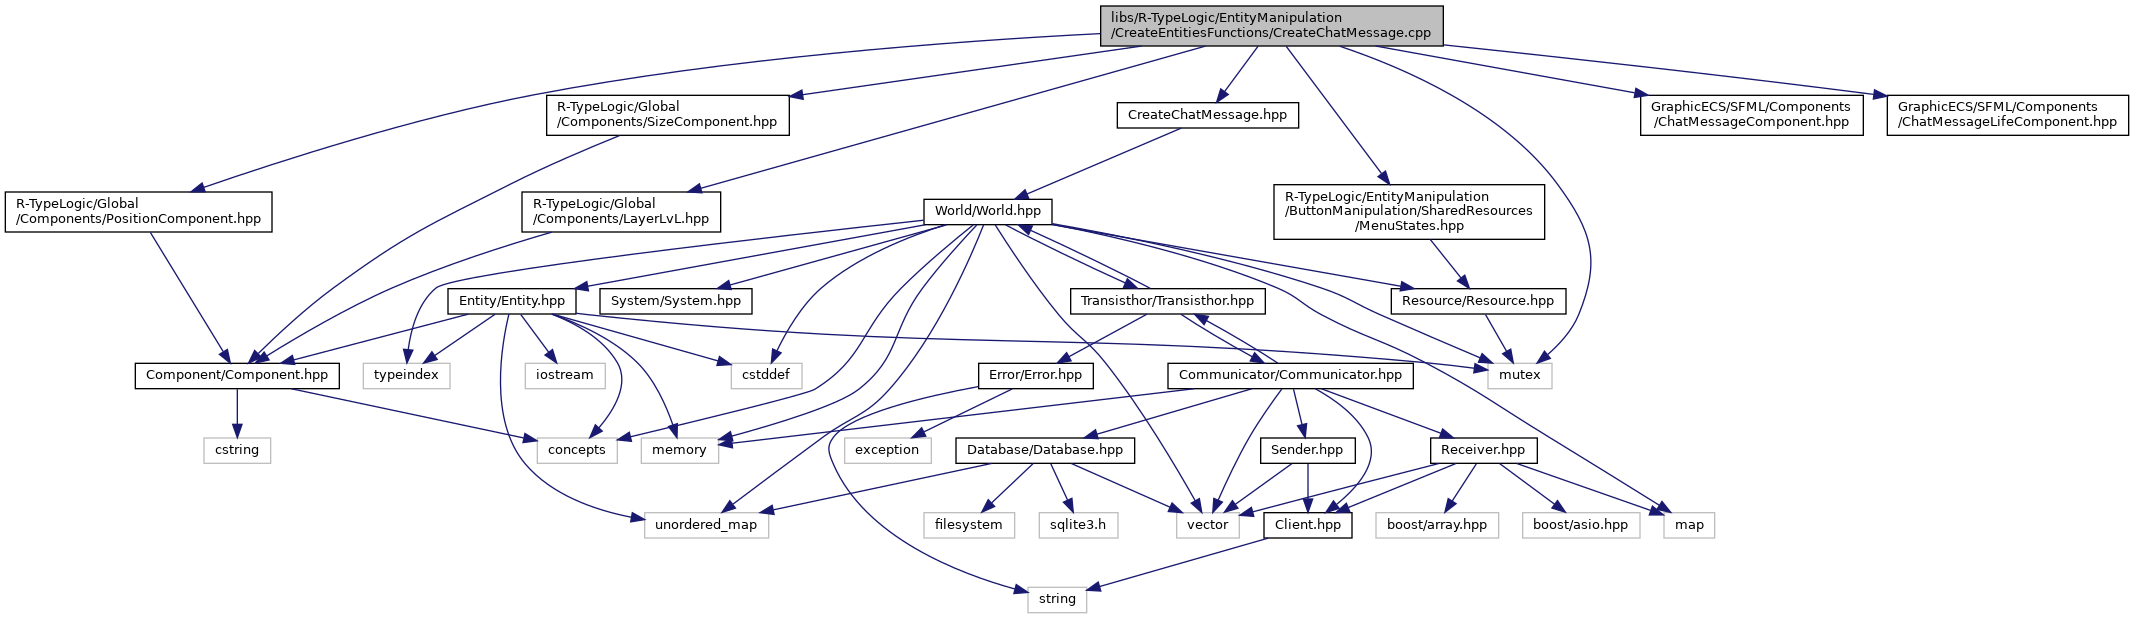 libs/R-TypeLogic/EntityManipulation
/CreateEntitiesFunctions/CreateChatMessage.cpp
R-TypeLogic/Global
/Components/SizeComponent.hpp
CreateChatMessage.hpp
GraphicECS/SFML/Components
/ChatMessageComponent.hpp
GraphicECS/SFML/Components
/ChatMessageLifeComponent.hpp
R-TypeLogic/Global
/Components/PositionComponent.hpp
R-TypeLogic/Global
/Components/LayerLvL.hpp
World/World.hpp
R-TypeLogic/EntityManipulation
/ButtonManipulation/SharedResources
/MenuStates.hpp
Entity/Entity.hpp
System/System.hpp
Transisthor/Transisthor.hpp
Resource/Resource.hpp
Component/Component.hpp
typeindex
iostream
cstddef
Error/Error.hpp
Communicator/Communicator.hpp
mutex
cstring
concepts
memory
exception
Database/Database.hpp
Sender.hpp
Receiver.hpp
unordered_map
filesystem
sqlite3.h
vector
Client.hpp
boost/array.hpp
boost/asio.hpp
map
string